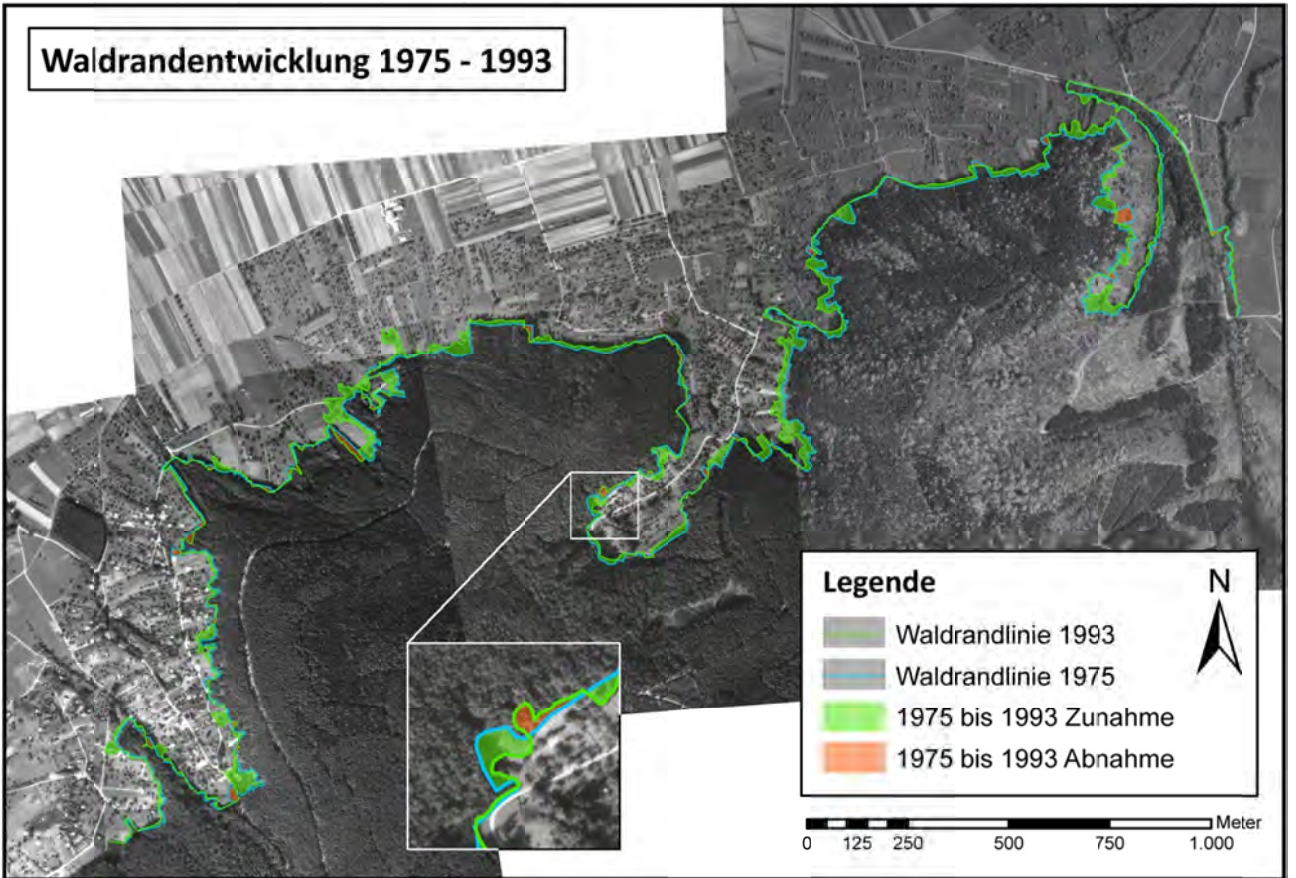 Waldrandentwicklung 1975 - 1993
Legende
N
Waldrandlinie 1993
Waldrandlinie 1975
1975 bis 1993 Zunahme
1975 bis 1993 Abnahme
Meter
0 125 250 500 750 1.000